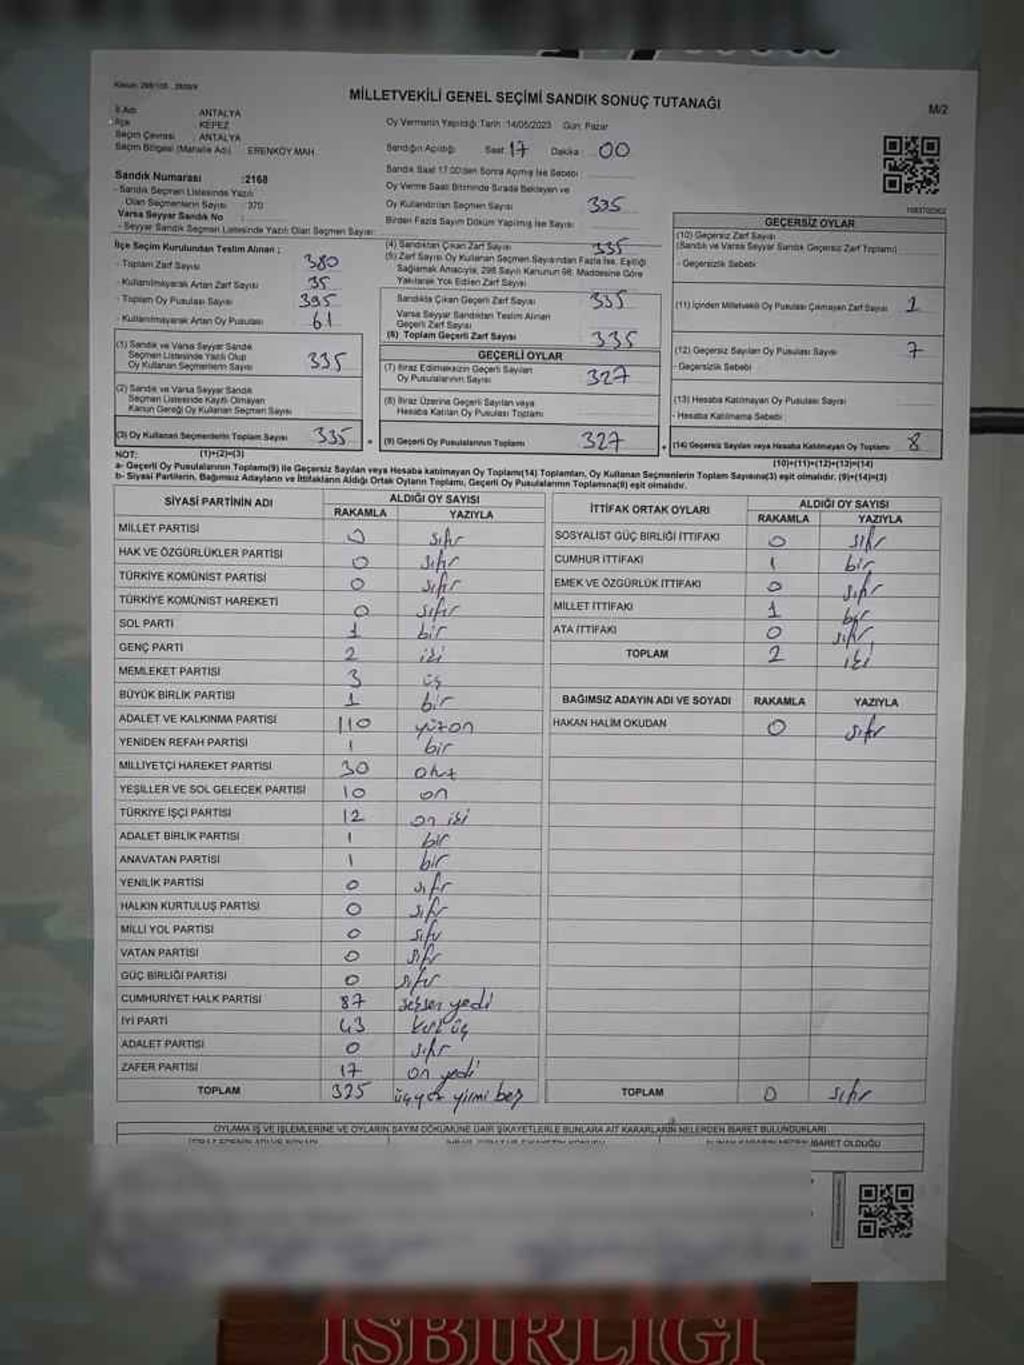 MİLLETVEKİLİ GENEL SEÇİMİ SANDIK SONUÇ TUTANAĞI
M/2
İl Adı ANTALYA
İlçe KEPEZ
Seçim Çevresi ANTALYA
Seçim Bölgesi (Mahalle Adı) ERENKÖY MAH.
Oy Vermenin Yapıldığı Tarih :14/05/2023 Gün: Pazar
Sandığın Açıldığı Saat 17 Dakika 00
Sandık Numarası :2168
- Sandık Seçmen Listesinde Yazılı
Olan Seçmenlerin Sayısı :370
Varsa Seyyar Sandık No :
- Seyyar Sandık Seçmen Listesinde Yazılı Olan Seçmen Sayısı:
Sandık Saat 17:00'den Sonra Açılmış İse Sebebi
Oy Verme Saati Bitiminde Sırada Bekleyen ve
Oy Kullandırılan Seçmen Sayısı 335
Birden Fazla Sayım Döküm Yapılmış İse Sayısı
İlçe Seçim Kurulundan Teslim Alınan ;
- Toplam Zarf Sayısı 380
- Kullanılmayarak Artan Zarf Sayısı 35
- Toplam Oy Pusulası Sayısı 395
- Kullanılmayarak Artan Oy Pusulası 61
(1) Sandık ve Varsa Seyyar Sandık
Seçmen Listesinde Yazılı Olup
Oy Kullanan Seçmenlerin Sayısı 335
(2) Sandık ve Varsa Seyyar Sandık
Seçmen Listesinde Kayıtlı Olmayan
Kanun Gereği Oy Kullanan Seçmen Sayısı
(3) Oy Kullanan Seçmenlerin Toplam Sayısı 335
(1)+(2)=(3)
(4) Sandıktan Çıkan Zarf Sayısı 335
(5) Zarf Sayısı Oy Kullanan Seçmen Sayısından Fazla İse, Eşitliği
Sağlamak Amacıyla, 298 Sayılı Kanunun 98. Maddesine Göre
Yakılarak Yok Edilen Zarf Sayısı
Sandıkta Çıkan Geçerli Zarf Sayısı 335
Varsa Seyyar Sandıktan Teslim Alınan
Geçerli Zarf Sayısı
(6) Toplam Geçerli Zarf Sayısı 335
GEÇERLİ OYLAR
(7) İtiraz Edilmeksizin Geçerli Sayılan
Oy Pusulalarının Sayısı 327
(8) İtiraz Üzerine Geçerli Sayılan veya
Hesaba Katılan Oy Pusulası Toplamı
(9) Geçerli Oy Pusulalarının Toplamı 327
GEÇERSİZ OYLAR
(10) Geçersiz Zarf Sayısı
(Sandık ve Varsa Seyyar Sandık Geçersiz Zarf Toplamı)
- Geçersizlik Sebebi
(11) İçinden Milletvekili Oy Pusulası Çıkmayan Zarf Sayısı 1
(12) Geçersiz Sayılan Oy Pusulası Sayısı 7
- Geçersizlik Sebebi
(13) Hesaba Katılmayan Oy Pusulası Sayısı
- Hesaba Katılmama Sebebi
(14) Geçersiz Sayılan veya Hesaba Katılmayan Oy Toplamı 8
(10)+(11)+(12)+(13)=(14)
NOT:
a- Geçerli Oy Pusulalarının Toplamı(9) ile Geçersiz Sayılan veya Hesaba katılmayan Oy Toplamı(14) Toplamları, Oy Kullanan Seçmenlerin Toplam Sayısına(3) eşit olmalıdır. (9)+(14)=(3)
b- Siyasi Partilerin, Bağımsız Adayların ve İttifakların Aldığı Ortak Oyların Toplamı, Geçerli Oy Pusulalarının Toplamına(9) eşit olmalıdır.
SİYASİ PARTİNİN ADI ALDIĞI OY SAYISI
RAKAMLA YAZIYLA
MİLLET PARTİSİ 0 sıfır
HAK VE ÖZGÜRLÜKLER PARTİSİ 0 sıfır
TÜRKİYE KOMÜNİST PARTİSİ 0 sıfır
TÜRKİYE KOMÜNİST HAREKETİ 0 sıfır
SOL PARTİ 1 bir
GENÇ PARTİ 2 iki
MEMLEKET PARTİSİ 3 üç
BÜYÜK BİRLİK PARTİSİ 1 bir
ADALET VE KALKINMA PARTİSİ 110 yüzon
YENİDEN REFAH PARTİSİ 1 bir
MİLLİYETÇİ HAREKET PARTİSİ 30 otuz
YEŞİLLER VE SOL GELECEK PARTİSİ 10 on
TÜRKİYE İŞÇİ PARTİSİ 12 on iki
ADALET BİRLİK PARTİSİ 1 bir
ANAVATAN PARTİSİ 1 bir
YENİLİK PARTİSİ 0 sıfır
HALKIN KURTULUŞ PARTİSİ 0 sıfır
MİLLİ YOL PARTİSİ 0 sıfır
VATAN PARTİSİ 0 sıfır
GÜÇ BİRLİĞİ PARTİSİ 0 sıfır
CUMHURİYET HALK PARTİSİ 87 seksen yedi
İYİ PARTİ 43 kırk üç
ADALET PARTİSİ 0 sıfır
ZAFER PARTİSİ 17 on yedi
TOPLAM 325 üçyüz yirmi beş
İTTİFAK ORTAK OYLARI ALDIĞI OY SAYISI
RAKAMLA YAZIYLA
SOSYALİST GÜÇ BİRLİĞİ İTTİFAKI 0 sıfır
CUMHUR İTTİFAKI 1 bir
EMEK VE ÖZGÜRLÜK İTTİFAKI 0 sıfır
MİLLET İTTİFAKI 1 bir
ATA İTTİFAKI 0 sıfır
TOPLAM 2 iki
BAĞIMSIZ ADAYIN ADI VE SOYADI RAKAMLA YAZIYLA
HAKAN HALİM OKUDAN 0 sıfır
TOPLAM 0 sıfır
OYLAMA İŞ VE İŞLEMLERİNE VE OYLARIN SAYIM DÖKÜMÜNE DAİR ŞİKAYETLERLE BUNLARA AİT KARARLARIN NELERDEN İBARET BULUNDUKLARI
İŞBİRLİĞİ